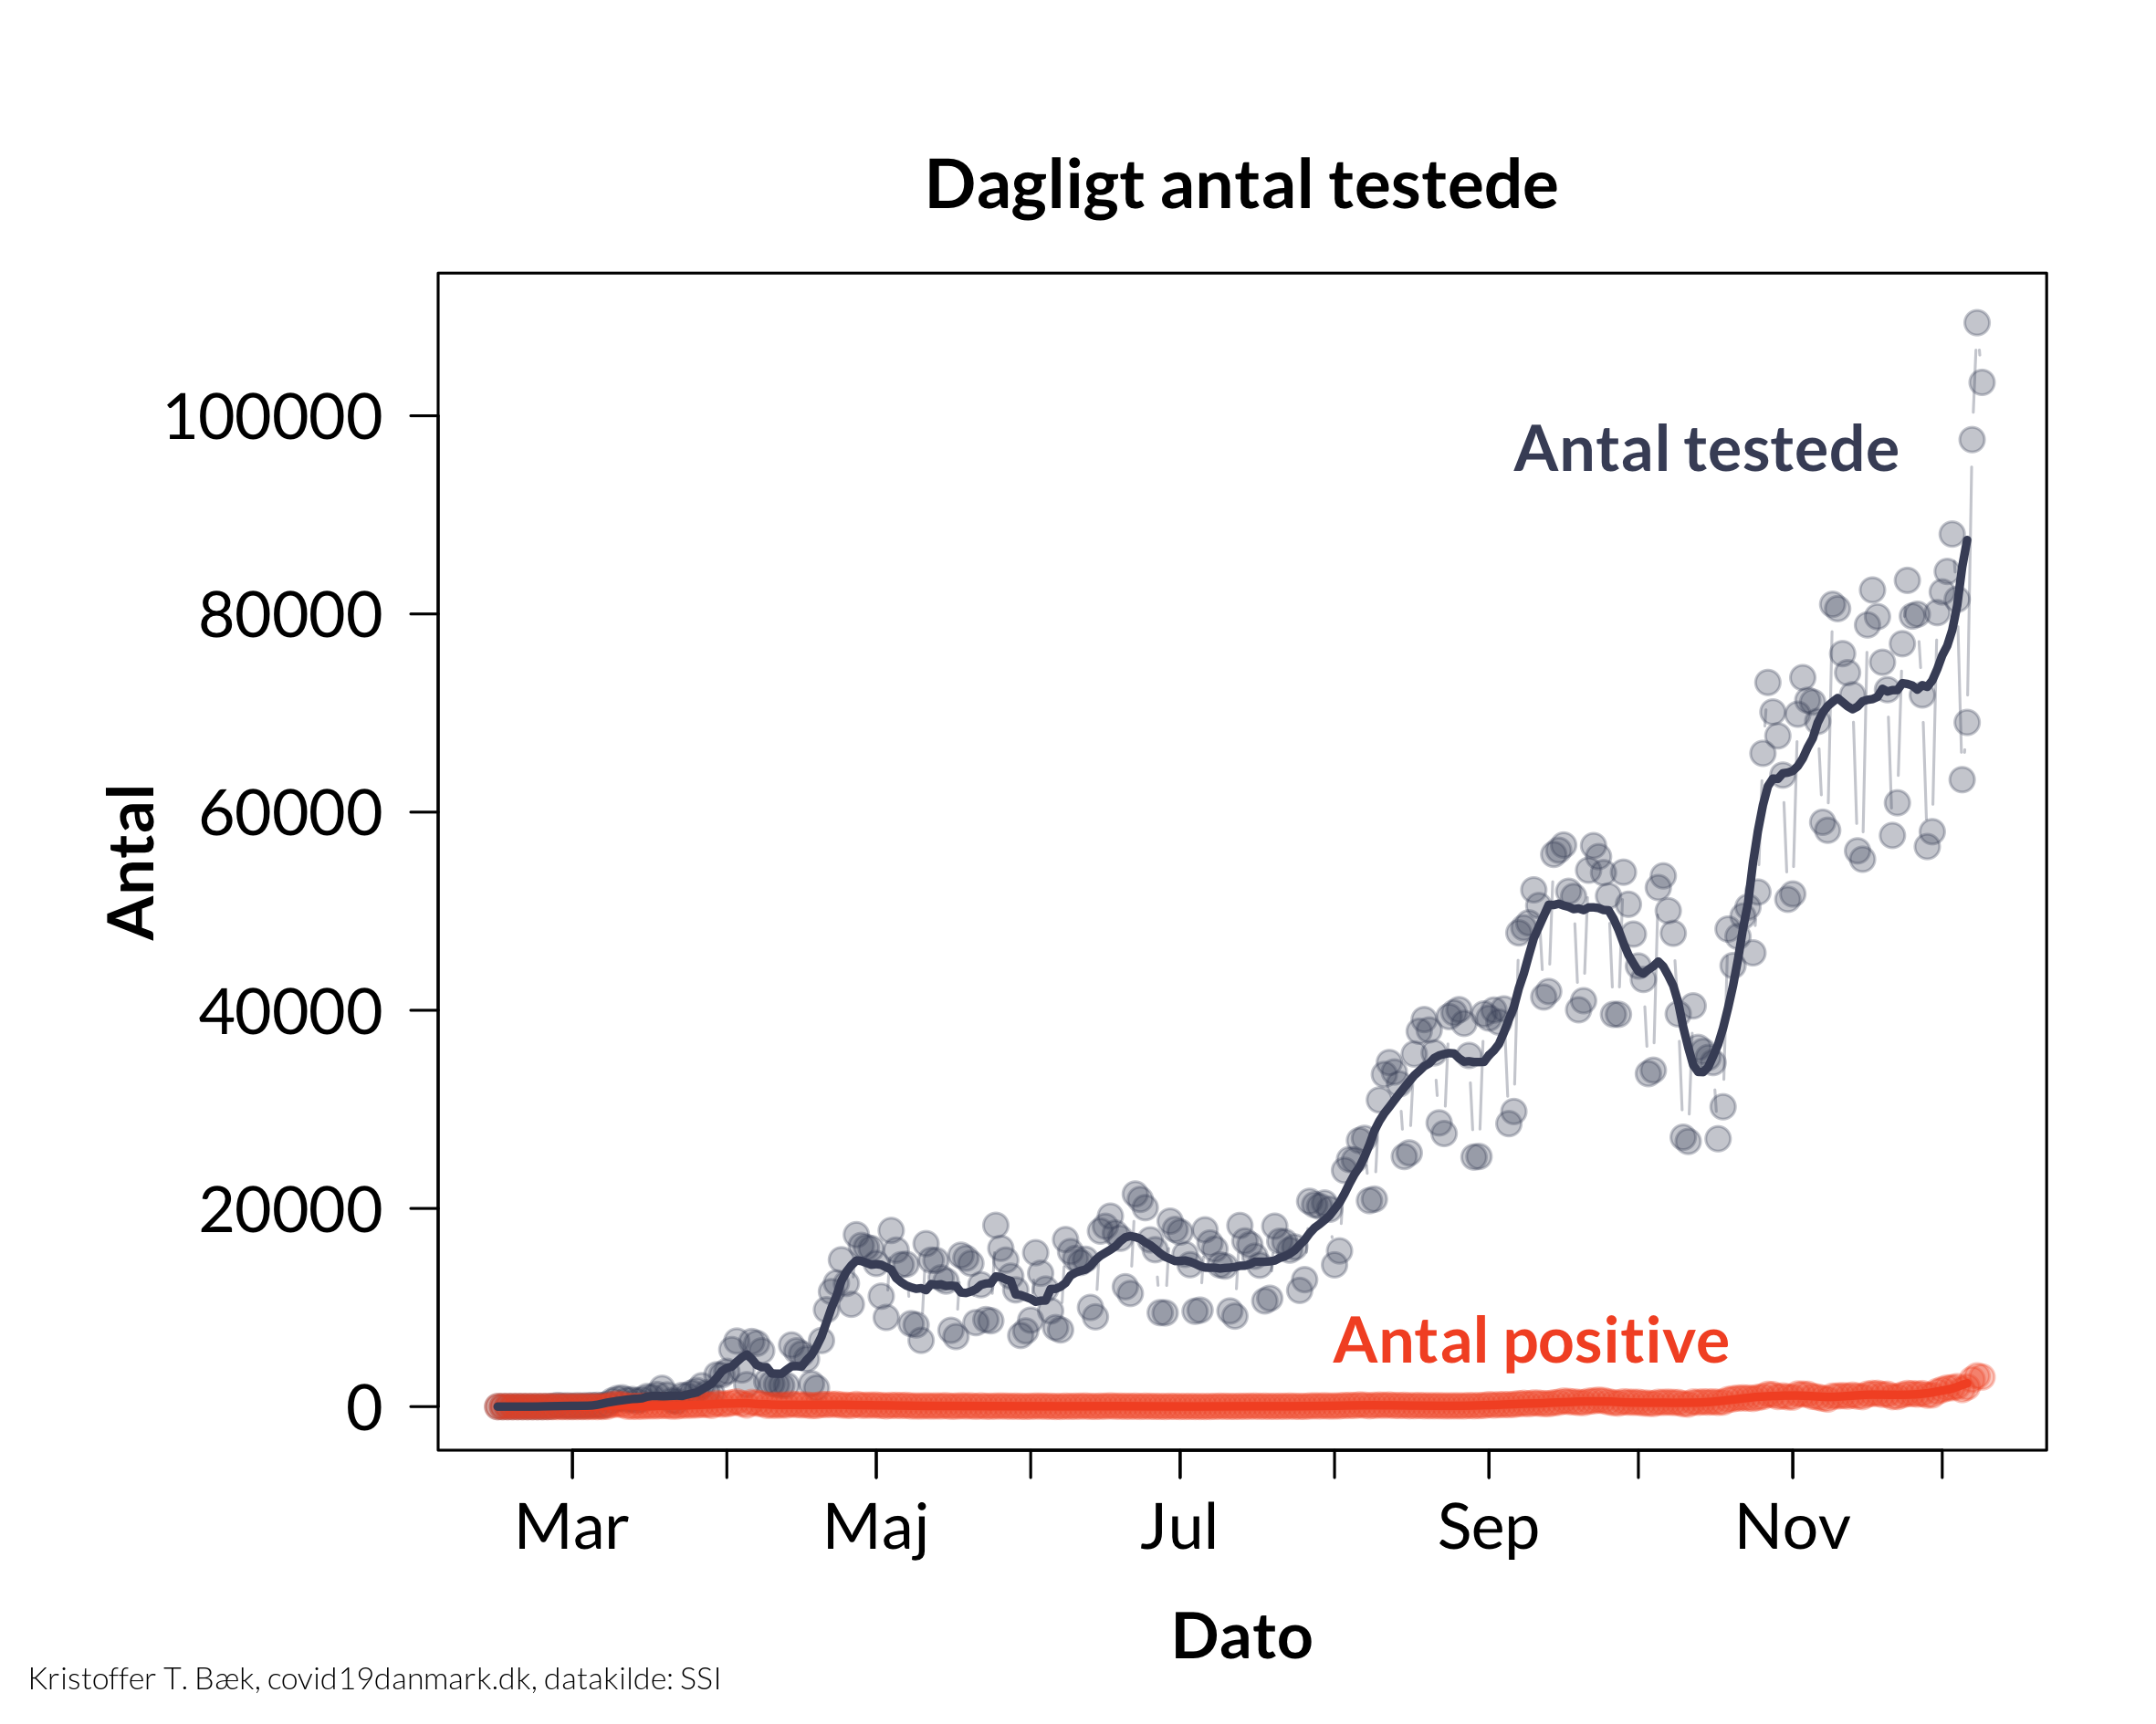 Dagligt antal testede
Antal testede
Antal positive
Antal
100000
80000
60000
40000
20000
0
Mar
Maj
Jul
Sep
Nov
Dato
Kristoffer T. Bæk, covid19danmark.dk, datakilde: SSI